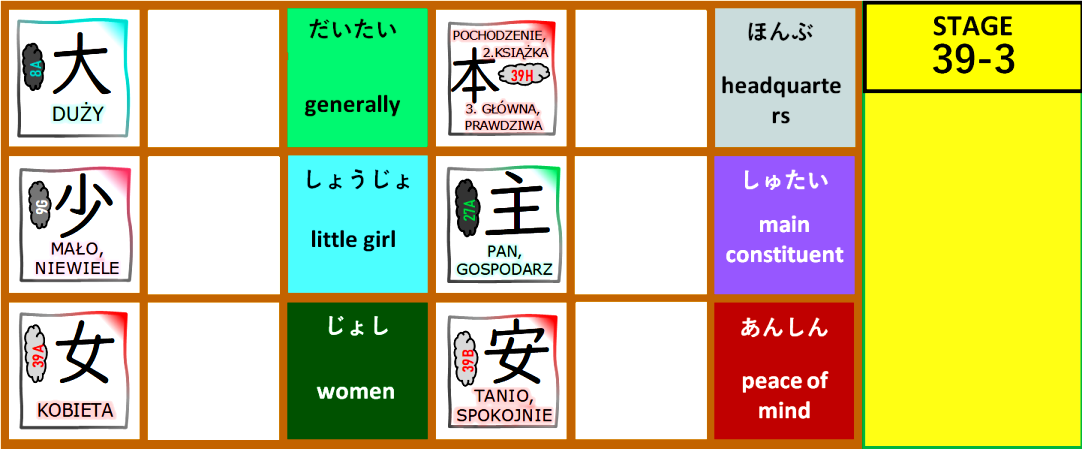 8A
大
DUŻY
だいたい
generally
POCHODZENIE,
2.KSIĄŻKA
本
39H
3. GŁÓWNA,
PRAWDZIWA
ほんぶ
headquarte
rs
STAGE
39-3
9G
少
MAŁO,
NIEWIELE
しょうじょ
little girl
27A
主
PAN,
GOSPODARZ
しゅたい
main
constituent
39A
女
KOBIETA
じょし
women
39B
安
TANIO,
SPOKOJNIE
あんしん
peace of
mind